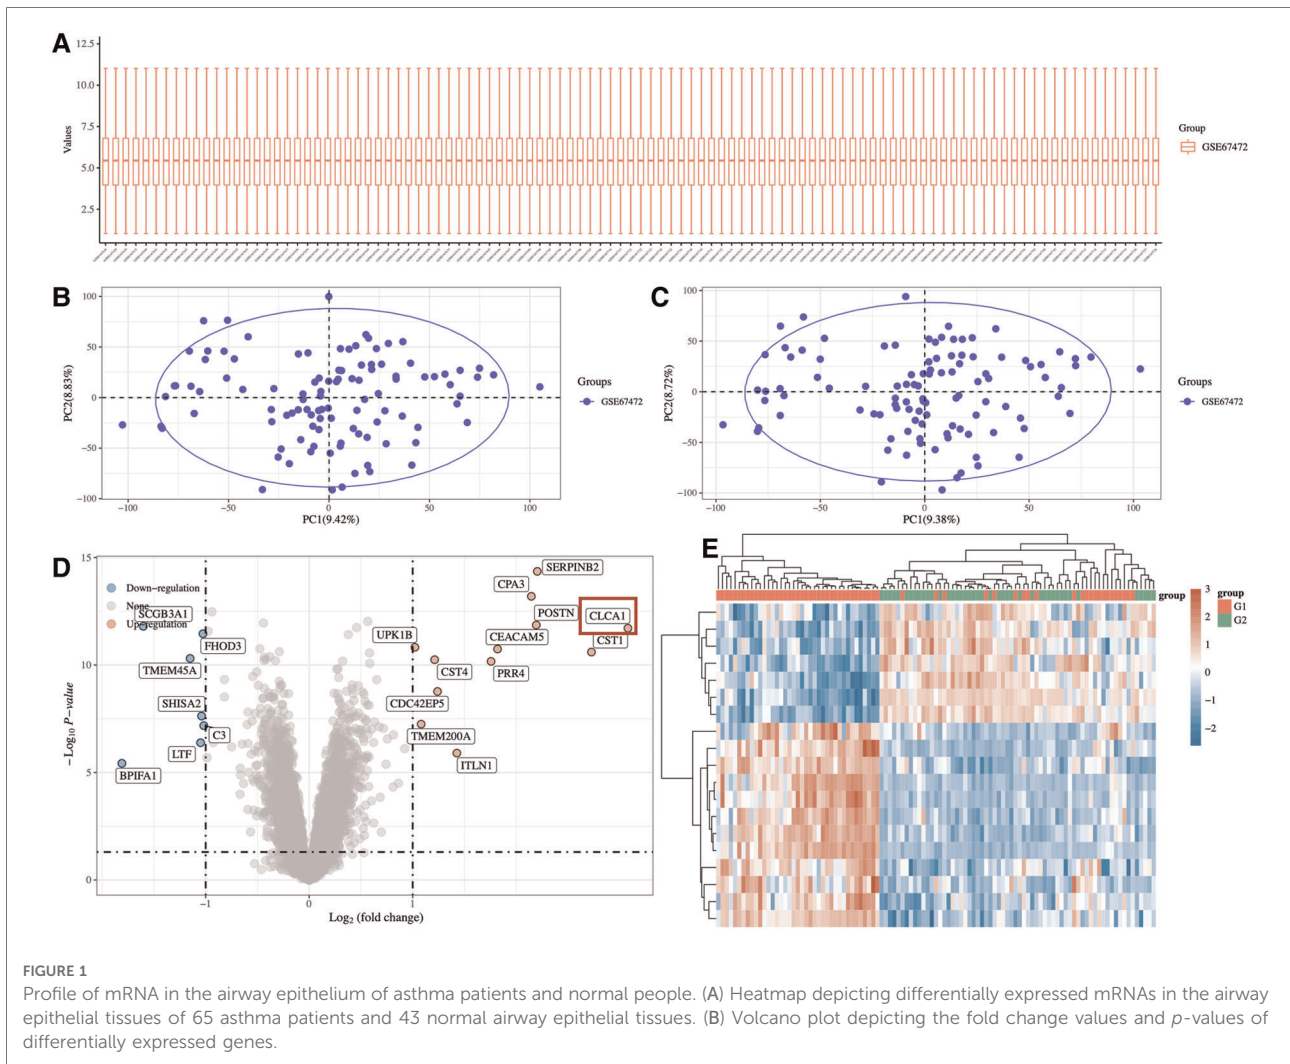 A
12.5
10.0
7.5
5.0
2.5
Values
Group
GSE67472
B
100
50
0
−50
−100
PC2(8.83%)
−100
−50
0
50
100
PC1(9.42%)
Groups
GSE67472
C
100
50
0
−50
−100
PC2(8.72%)
−100
−50
0
50
100
PC1(9.38%)
Groups
GSE67472
D
15
10
5
0
−Log10 P−value
Down−regulation
None
Up−regulation
SCGB3A1
FHOD3
TMEM45A
SHISA2
C3
LTF
BPIFA1
SERPINB2
CPA3
POSTN
CLCA1
UPK1B
CEACAM5
CST1
CST4
PRR4
CDC42EP5
TMEM200A
ITLN1
−1
0
1
Log2 (fold change)
E
group
3
2
1
0
−1
−2
group
G1
G2
FIGURE 1
Profile of mRNA in the airway epithelium of asthma patients and normal people. (A) Heatmap depicting differentially expressed mRNAs in the airway
epithelial tissues of 65 asthma patients and 43 normal airway epithelial tissues. (B) Volcano plot depicting the fold change values and p-values of
differentially expressed genes.